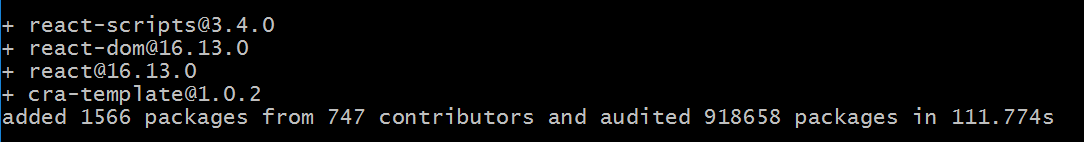 + react-scripts@3.4.0
+ react-dom@16.13.0
+ react@16.13.0
+ cra-template@1.0.2
added 1566 packages from 747 contributors and audited 918658 packages in 111.774s